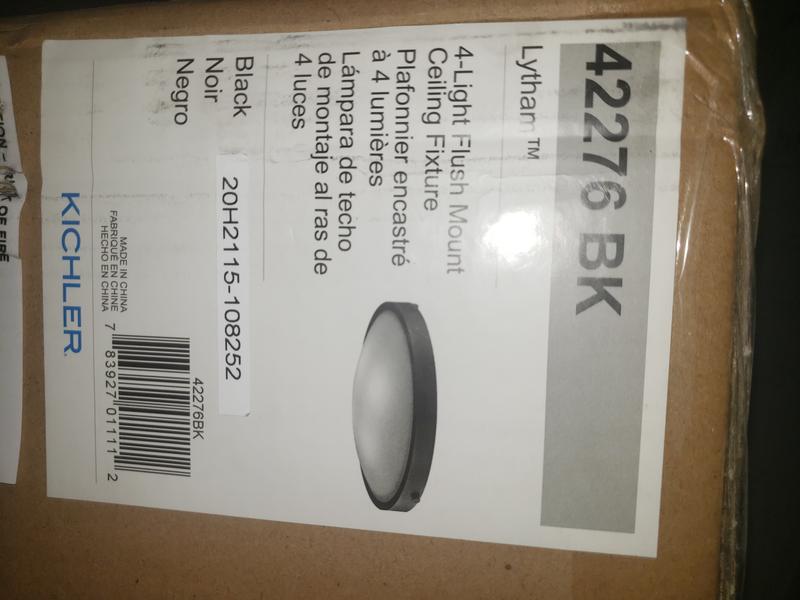 42276 BK
Lytham™
4-Light Flush Mount
Ceiling Fixture
Plafonnier encastré
à 4 lumières
Lámpara de techo
de montaje al ras de
4 luces
Black
Noir
Negro
20H2115-108252
42276BK
7 83927 01111 2
MADE IN CHINA
FABRIQUÉ EN CHINE
HECHO EN CHINA
KICHLER®
OF FIRE